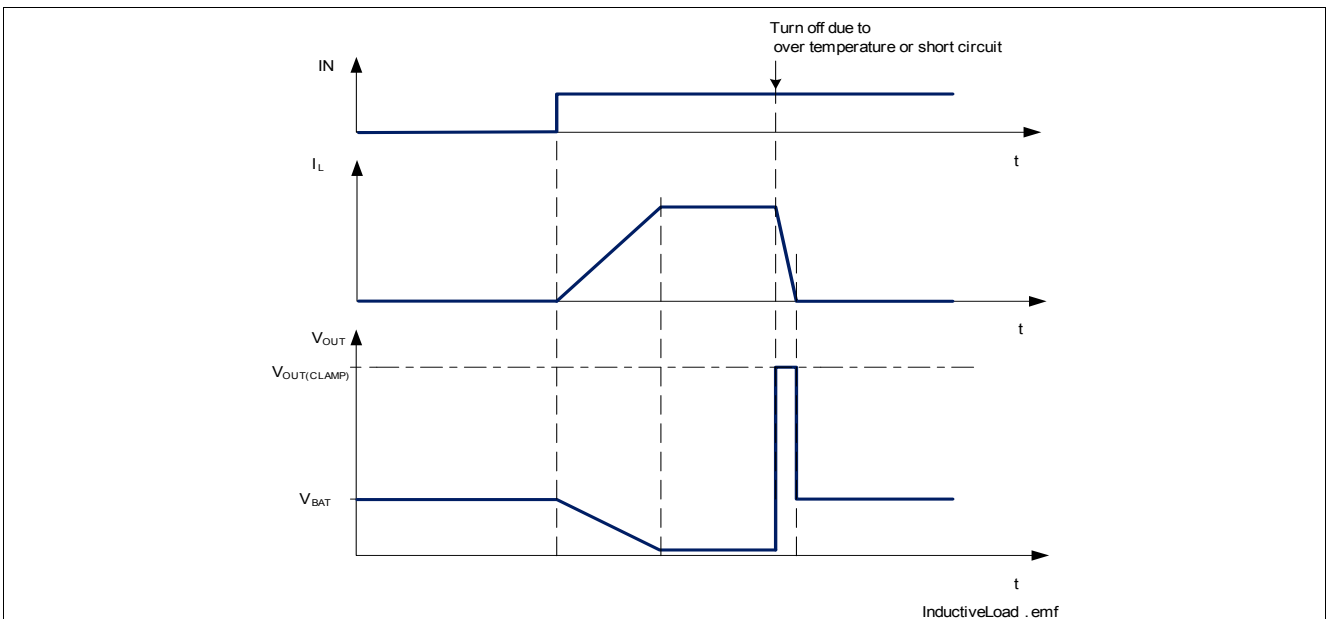 Turn off due to
over temperature or short circuit
IN
t
IL
t
VOUT
VOUT(CLAMP)
VBAT
t
InductiveLoad .emf